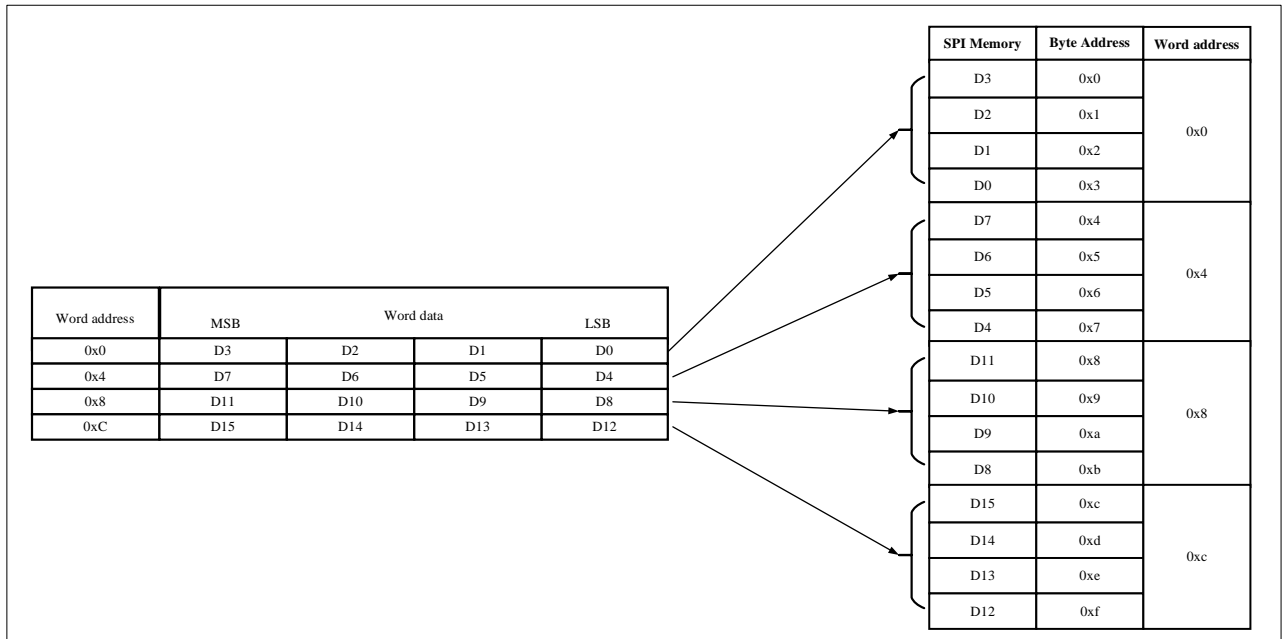 Word address Word data
MSB LSB
0x0 D3 D2 D1 D0
0x4 D7 D6 D5 D4
0x8 D11 D10 D9 D8
0xC D15 D14 D13 D12
SPI Memory Byte Address Word address
D3 0x0
D2 0x1
0x0
D1 0x2
D0 0x3
D7 0x4
D6 0x5
0x4
D5 0x6
D4 0x7
D11 0x8
D10 0x9
0x8
D9 0xa
D8 0xb
D15 0xc
D14 0xd
0xc
D13 0xe
D12 0xf